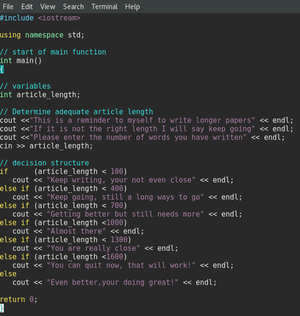 File Edit View Search Terminal Help
#include <iostream>
using namespace std;
// start of main function
int main()
{
// variables
int article_length;
// Determine adequate article length
cout <<"This is a reminder to myself to write longer papers" << endl;
cout <<"If it is not the right length I will say keep going" << endl;
cout <<"Please enter the number of words you have written" << endl;
cin >> article_length;
// decision structure
if (article_length < 100)
cout << "Keep writing, your not even close" << endl;
else if (article_length < 400)
cout << "Keep going, still a long ways to go" << endl;
else if (article_length < 700)
cout << "Getting better but still needs more" << endl;
else if (article_length <1000)
cout << "Almost there" << endl;
else if (article_length < 1300)
cout << "You are really close" << endl;
else if (article_length <1600)
cout << "You can quit now, that will work!" << endl;
else
cout << "Even better,your doing great!" << endl;
return 0;
}